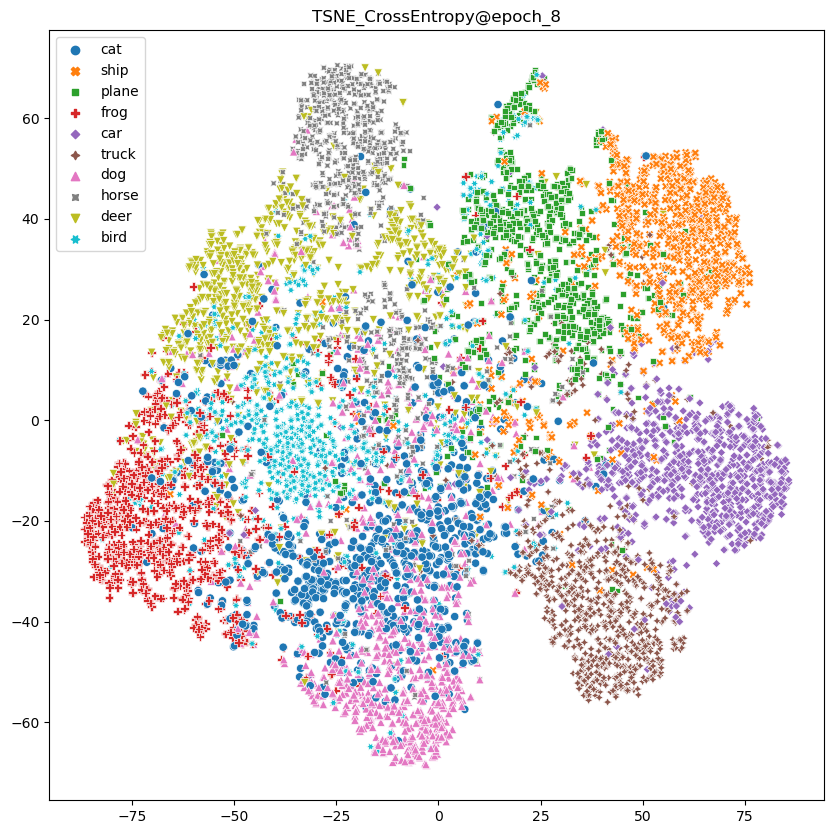 TSNE_CrossEntropy@epoch_8
cat
ship
plane
frog
car
truck
dog
horse
deer
bird
60
40
20
0
−20
−40
−60
−75
−50
−25
0
25
50
75